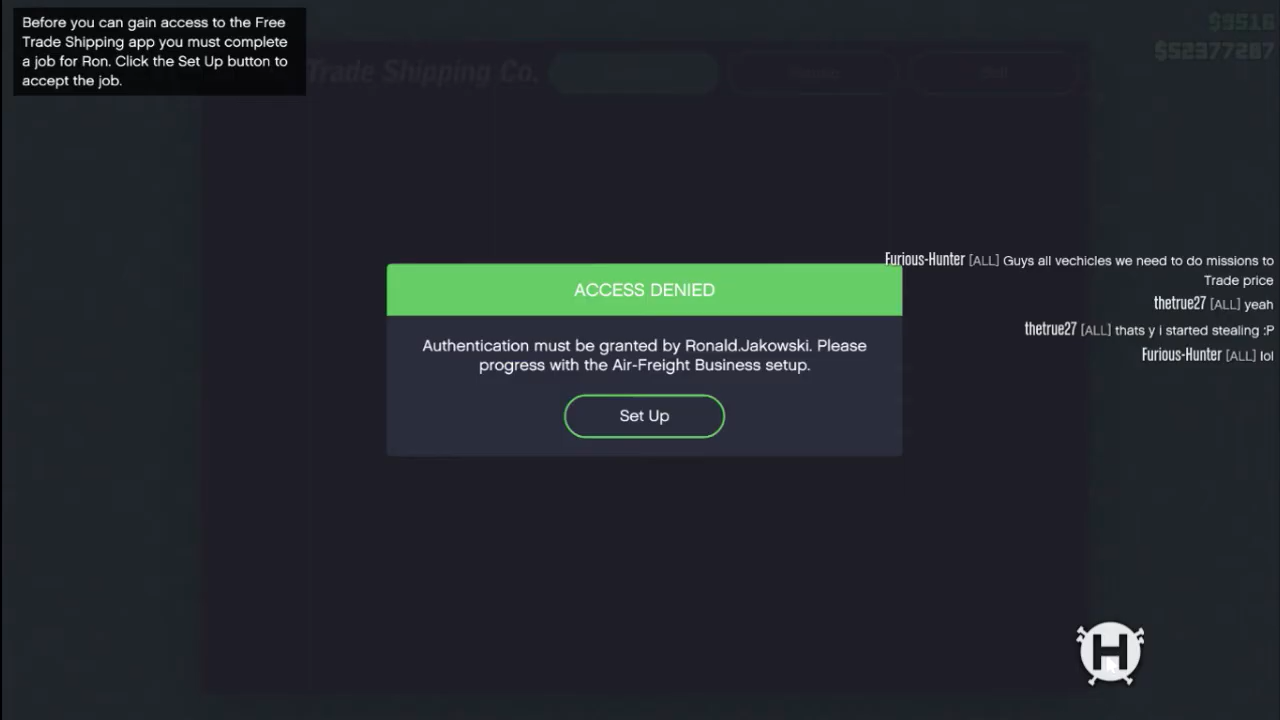 Before you can gain access to the Free
Trade Shipping app you must complete
a job for Ron. Click the Set Up button to
accept the job.
$9516
$52377287
Trade Shipping Co.
Sell
ACCESS DENIED
Authentication must be granted by Ronald.Jakowski. Please
progress with the Air-Freight Business setup.
Set Up
Furious-Hunter [ALL] Guys all vechicles we need to do missions to
Trade price
thetrue27 [ALL] yeah
thetrue27 [ALL] thats y i started stealing :P
Furious-Hunter [ALL] lol
H